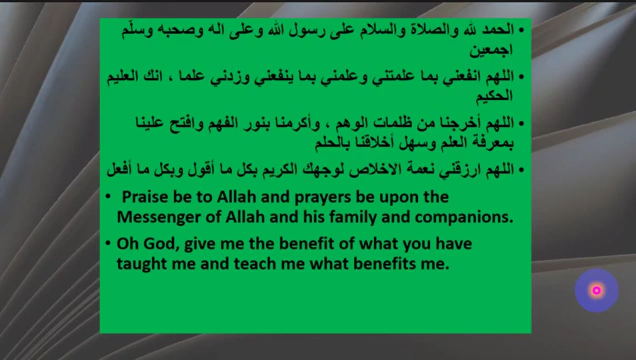 • الحمد لله والصلاة والسلام على رسول الله وعلى اله وصحبه وسلّم
اجمعين
• اللهم انفعني بما علمتني وعلمني بما ينفعني وزدني علما ، انك العليم
الحكيم
• اللهم أخرجنا من ظلمات الوهم ، وأكرمنا بنور الفهم وافتح علينا
بمعرفة العلم وسهل أخلاقنا بالحلم
• اللهم ارزقني نعمة الاخلاص لوجهك الكريم بكل ما أقول وبكل ما أفعل
• Praise be to Allah and prayers be upon the
Messenger of Allah and his family and companions.
• Oh God, give me the benefit of what you have
taught me and teach me what benefits me.